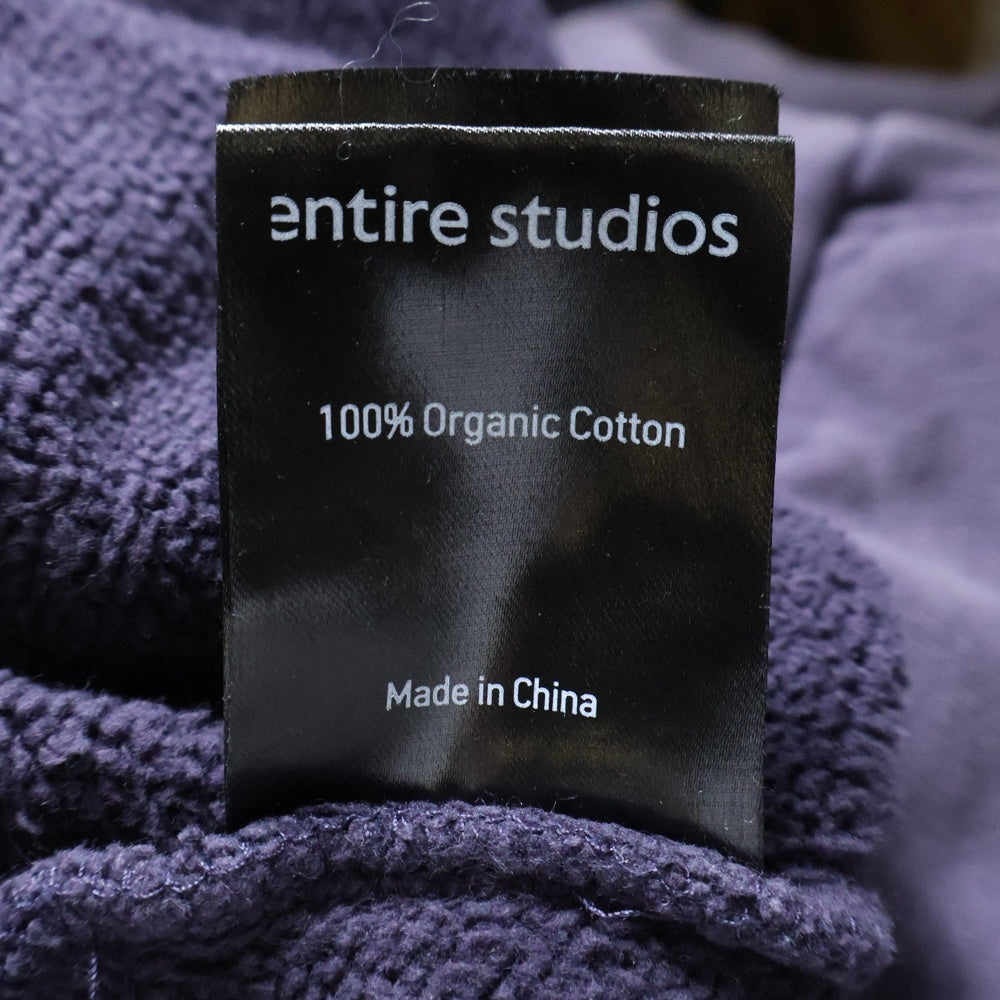 entire studios
100% Organic Cotton
Made in China